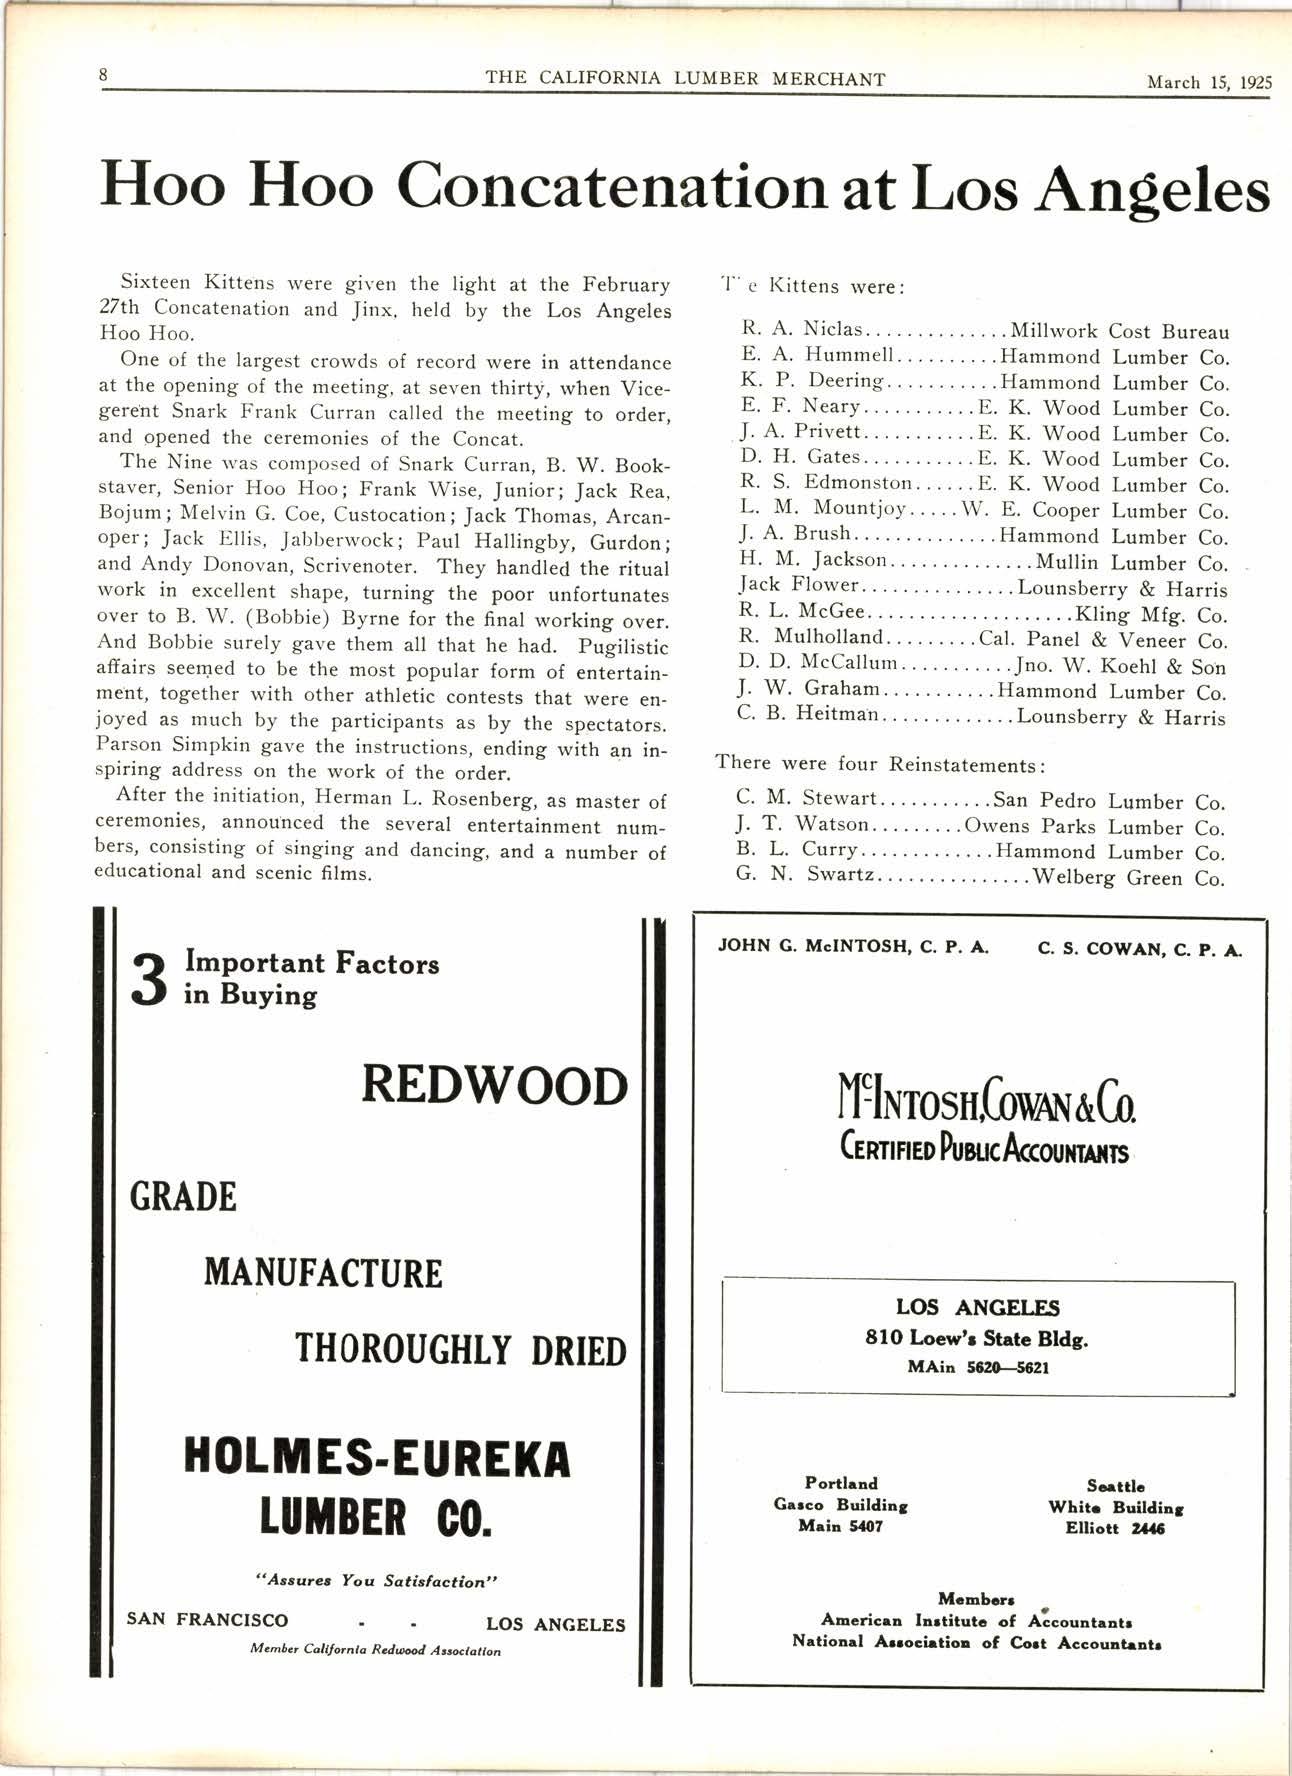 8
THE CALIFORNIA LUMBER MERCHANT
March 15, 1925
Hoo Hoo Concatenation at Los Angeles
Sixteen Kittens were given the light at the February
27th Concatenation and Jinx, held by the Los Angeles
Hoo Hoo.
One of the largest crowds of record were in attendance
at the opening of the meeting, at seven thirty, when Vice-
gerent Snark Frank Curran called the meeting to order,
and opened the ceremonies of the Concat.
The Nine was composed of Snark Curran, B. W. Book-
staver, Senior Hoo Hoo; Frank Wise, Junior; Jack Rea,
Bojum; Melvin G. Coe, Custocation; Jack Thomas, Arcan-
oper; Jack Ellis, Jabberwock; Paul Hallingby, Gurdon;
and Andy Donovan, Scrivenoter. They handled the ritual
work in excellent shape, turning the poor unfortunates
over to B. W. (Bobbie) Byrne for the final working over.
And Bobbie surely gave them all that he had. Pugilistic
affairs seemed to be the most popular form of entertain-
ment, together with other athletic contests that were en-
joyed as much by the participants as by the spectators.
Parson Simpkin gave the instructions, ending with an in-
spiring address on the work of the order.
After the initiation, Herman L. Rosenberg, as master of
ceremonies, announced the several entertainment num-
bers, consisting of singing and dancing, and a number of
educational and scenic films.
T e Kittens were:
R. A. Niclas..............Millwork Cost Bureau
E. A. Hummell..........Hammond Lumber Co.
K. P. Deering...........Hammond Lumber Co.
E. F. Neary...........E. K. Wood Lumber Co.
J. A. Privett...........E. K. Wood Lumber Co.
D. H. Gates...........E. K. Wood Lumber Co.
R. S. Edmonston......E. K. Wood Lumber Co.
L. M. Mountjoy.....W. E. Cooper Lumber Co.
J. A. Brush..............Hammond Lumber Co.
H. M. Jackson..............Mullin Lumber Co.
Jack Flower...............Lounsberry & Harris
R. L. McGee....................Kling Mfg. Co.
R. Mulholland.........Cal. Panel & Veneer Co.
D. D. McCallum...........Jno. W. Koehl & Son
J. W. Graham...........Hammond Lumber Co.
C. B. Heitman.............Lounsberry & Harris
There were four Reinstatements:
C. M. Stewart...........San Pedro Lumber Co.
J. T. Watson.........Owens Parks Lumber Co.
B. L. Curry.............Hammond Lumber Co.
G. N. Swartz...............Welberg Green Co.
3 Important Factors
in Buying
REDWOOD
GRADE
MANUFACTURE
THOROUGHLY DRIED
HOLMES-EUREKA
LUMBER CO.
"Assures You Satisfaction"
SAN FRANCISCO - - LOS ANGELES
Member California Redwood Association
JOHN G. McINTOSH, C. P. A. C. S. COWAN, C. P. A.
McINTOSH, COWAN & CO.
CERTIFIED PUBLIC ACCOUNTANTS
LOS ANGELES
810 Loew's State Bldg.
MAin 5620—5621
Portland
Gasco Building
Main 5407
Seattle
White Building
Elliott 2446
Members
American Institute of Accountants
National Association of Cost Accountants